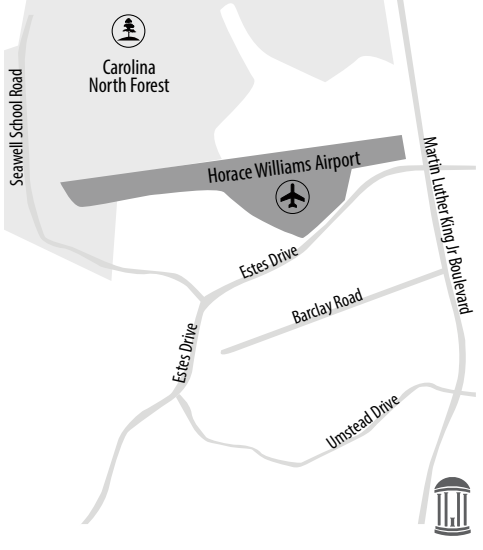 Carolina
North Forest
Seawell School Road
Horace Williams Airport
Martin Luther King Jr Boulevard
Estes Drive
Barclay Road
Estes Drive
Umstead Drive